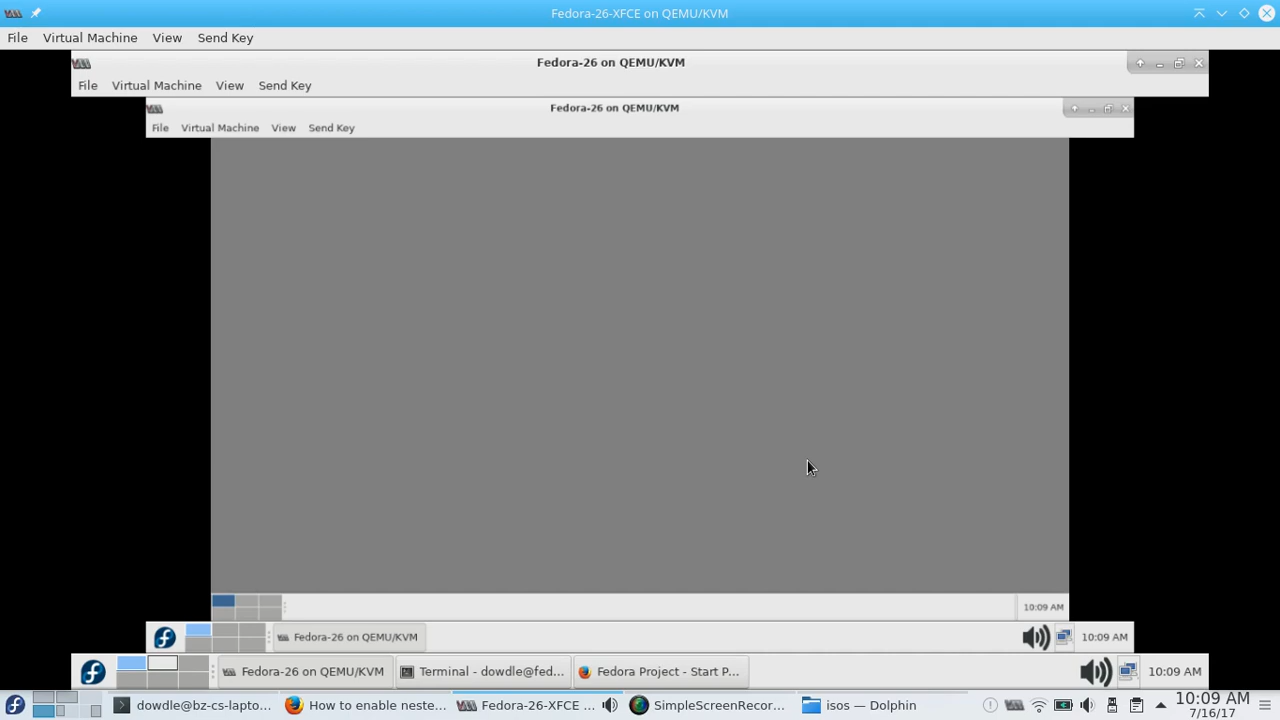 Fedora-26-XFCE on QEMU/KVM
File Virtual Machine View Send Key
Fedora-26 on QEMU/KVM
File Virtual Machine View Send Key
Fedora-26 on QEMU/KVM
File Virtual Machine View Send Key
10:09 AM
Fedora-26 on QEMU/KVM 10:09 AM
Fedora-26 on QEMU/KVM Terminal - dowdle@fed... Fedora Project - Start P... 10:09 AM
dowdle@bz-cs-lapto... How to enable neste... Fedora-26-XFCE ... SimpleScreenRecor... isos — Dolphin 10:09 AM
7/16/17